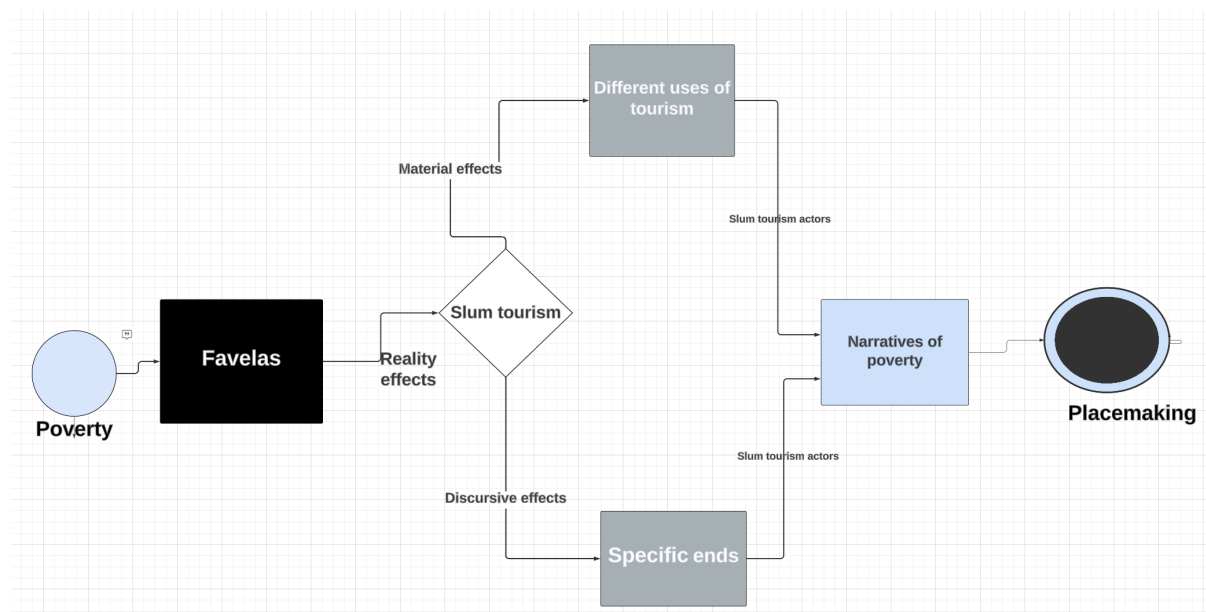 Different uses of
tourism
Material effects
Slum tourism actors
Slum tourism
Favelas
Reality
effects
Narratives of
poverty
Poverty
Placemaking
Slum tourism actors
Discursive effects
Specific ends